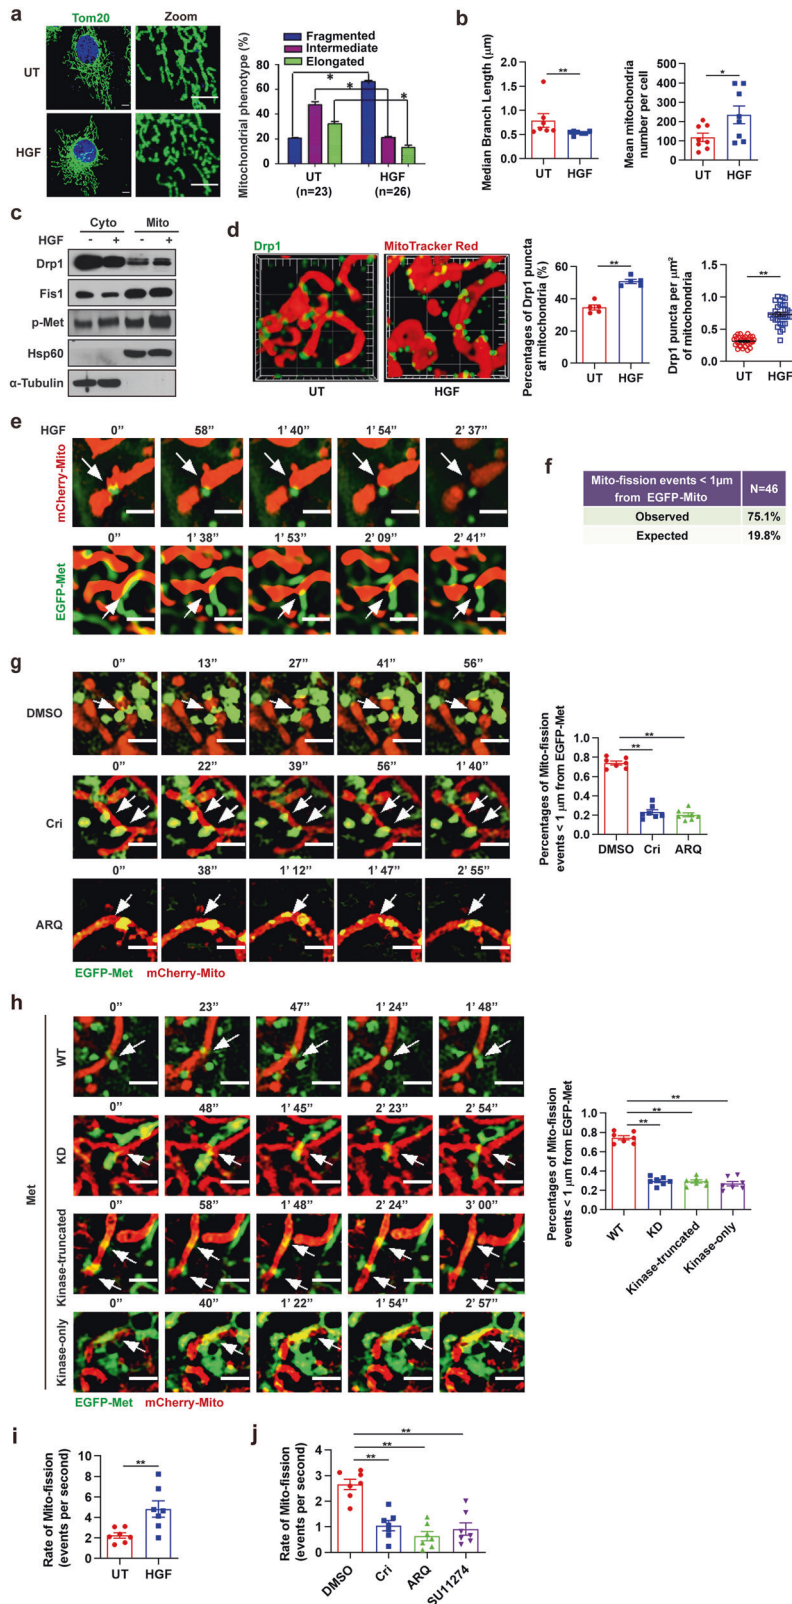 a
Tom20
Zoom
UT
HGF
Mitochondrial phenotype (%)
Fragmented
Intermediate
Elongated
80
60
40
20
0
*
*
*
UT
(n=23)
HGF
(n=26)
b
Median Branch Length (μm)
2.0
1.5
1.0
0.5
0.0
**
UT
HGF
Mean mitochondria
number per cell
500
400
300
200
100
0
*
UT
HGF
c
Cyto
Mito
HGF
- + - +
Drp1
Fis1
p-Met
Hsp60
α-Tubulin
d
Drp1
MitoTracker Red
UT
HGF
Percentages of Drp1 puncta
at mitochondria (%)
60
40
20
0
**
UT
HGF
Drp1 puncta per μm²
of mitochondria
1.5
1.0
0.5
0.0
**
UT
HGF
e
HGF
0” 58” 1’ 40” 1’ 54” 2’ 37”
mCherry-Mito
0” 1’ 38” 1’ 53” 2’ 09” 2’ 41”
EGFP-Met
f
Mito-fission events < 1μm
from EGFP-Mito
N=46
Observed 75.1%
Expected 19.8%
g
0” 13” 27” 41” 56”
DMSO
0” 22” 39” 56” 1’ 40”
Cri
0” 38” 1’ 12” 1’ 47” 2’ 55”
ARQ
EGFP-Met mCherry-Mito
Percentages of Mito-fission
events < 1 μm from EGFP-Met
1.0
0.8
0.6
0.4
0.2
0.0
**
**
DMSO
Cri
ARQ
h
Met
0” 23” 47” 1’ 24” 1’ 48”
WT
0” 48” 1’ 45” 2’ 23” 2’ 54”
KD
0” 58” 1’ 48” 2’ 24” 3’ 00”
Kinase-truncated
0” 40” 1’ 22” 1’ 54” 2’ 57”
Kinase-only
EGFP-Met mCherry-Mito
Percentages of Mito-fission
events < 1 μm from EGFP-Met
1.0
0.8
0.6
0.4
0.2
0.0
**
**
**
WT
KD
Kinase-truncated
Kinase-only
i
Rate of Mito-fission
(events per second)
10
8
6
4
2
0
**
UT
HGF
j
Rate of Mito-fission
(events per second)
4
3
2
1
0
**
**
**
DMSO
Cri
ARQ
SU11274